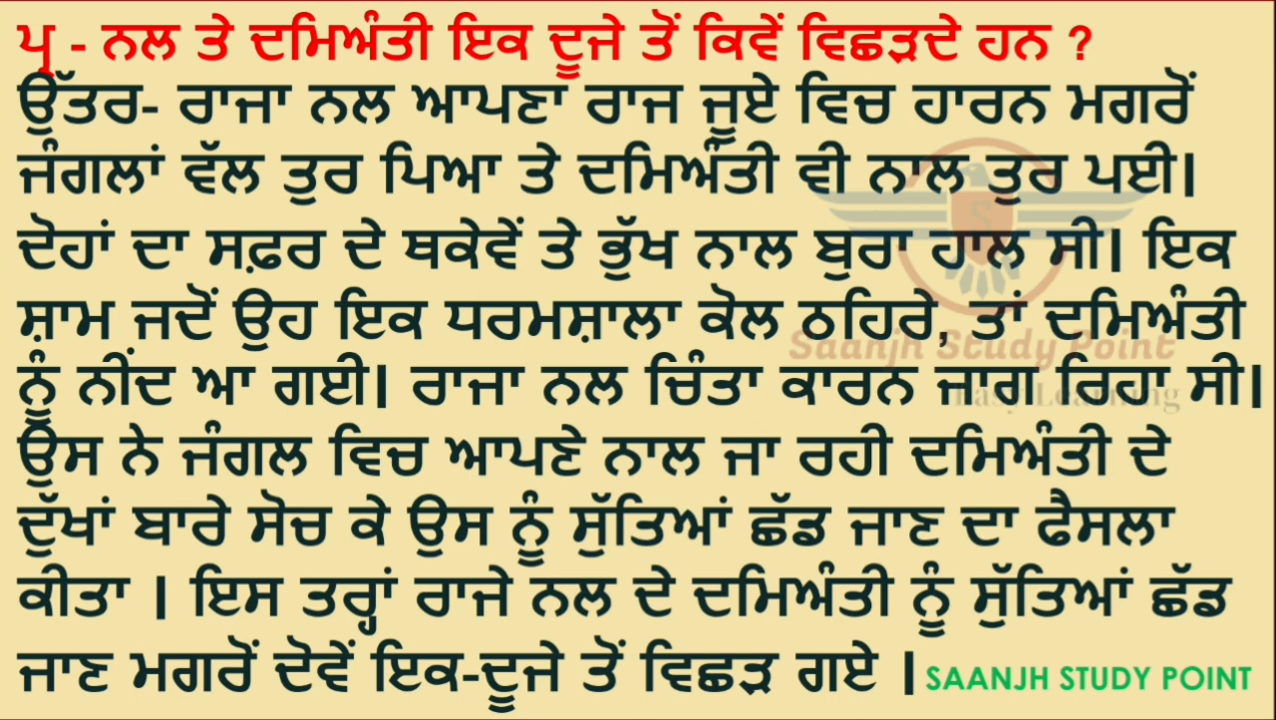 ਪ੍ਰ - ਨਲ ਤੇ ਦਮਿਅੰਤੀ ਇਕ ਦੂਜੇ ਤੋਂ ਕਿਵੇਂ ਵਿਛੜਦੇ ਹਨ ?
ਉੱਤਰ- ਰਾਜਾ ਨਲ ਆਪਣਾ ਰਾਜ ਜੂਏ ਵਿਚ ਹਾਰਨ ਮਗਰੋਂ
ਜੰਗਲਾਂ ਵੱਲ ਤੁਰ ਪਿਆ ਤੇ ਦਮਿਅੰਤੀ ਵੀ ਨਾਲ ਤੁਰ ਪਈ।
ਦੋਹਾਂ ਦਾ ਸਫ਼ਰ ਦੇ ਥਕੇਵੇਂ ਤੇ ਭੁੱਖ ਨਾਲ ਬੁਰਾ ਹਾਲ ਸੀ। ਇਕ
ਸ਼ਾਮ ਜਦੋਂ ਉਹ ਇਕ ਧਰਮਸ਼ਾਲਾ ਕੋਲ ਠਹਿਰੇ, ਤਾਂ ਦਮਿਅੰਤੀ
Saanjh Study Point
ਨੂੰ ਨੀਂਦ ਆ ਗਈ। ਰਾਜਾ ਨਲ ਚਿੰਤਾ ਕਾਰਨ ਜਾਗ ਰਿਹਾ ਸੀ।
Easy Learning
ਉਸ ਨੇ ਜੰਗਲ ਵਿਚ ਆਪਣੇ ਨਾਲ ਜਾ ਰਹੀ ਦਮਿਅੰਤੀ ਦੇ
ਦੁੱਖਾਂ ਬਾਰੇ ਸੋਚ ਕੇ ਉਸ ਨੂੰ ਸੁੱਤਿਆਂ ਛੱਡ ਜਾਣ ਦਾ ਫੈਸਲਾ
ਕੀਤਾ । ਇਸ ਤਰ੍ਹਾਂ ਰਾਜੇ ਨਲ ਦੇ ਦਮਿਅੰਤੀ ਨੂੰ ਸੁੱਤਿਆਂ ਛੱਡ
ਜਾਣ ਮਗਰੋਂ ਦੋਵੇਂ ਇਕ-ਦੂਜੇ ਤੋਂ ਵਿਛੜ ਗਏ । SAANJH STUDY POINT